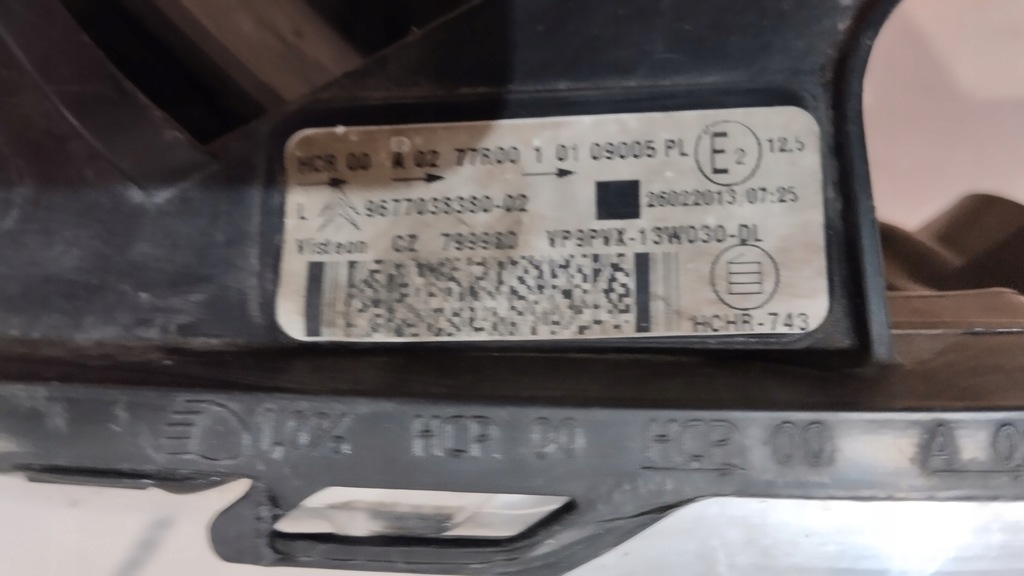 HCR 00 A 02 77R00 1 01 09005 PL E2 12.5
L 9677038380-02 26022013 07:25
Visteon CZ 799980 VP9PVX-13W030-DL
HCHR-743
HCR 00 HCR 00 A 0